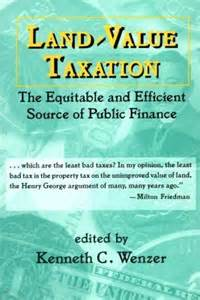 LAND-VALUE
TAXATION
The Equitable and Efficient
Source of Public Finance
. . . which are the least bad taxes? In my opinion, the least
bad tax is the property tax on the unimproved value of land,
the Henry George argument of many, many years ago."
—Milton Friedman
edited by
Kenneth C. Wenzer